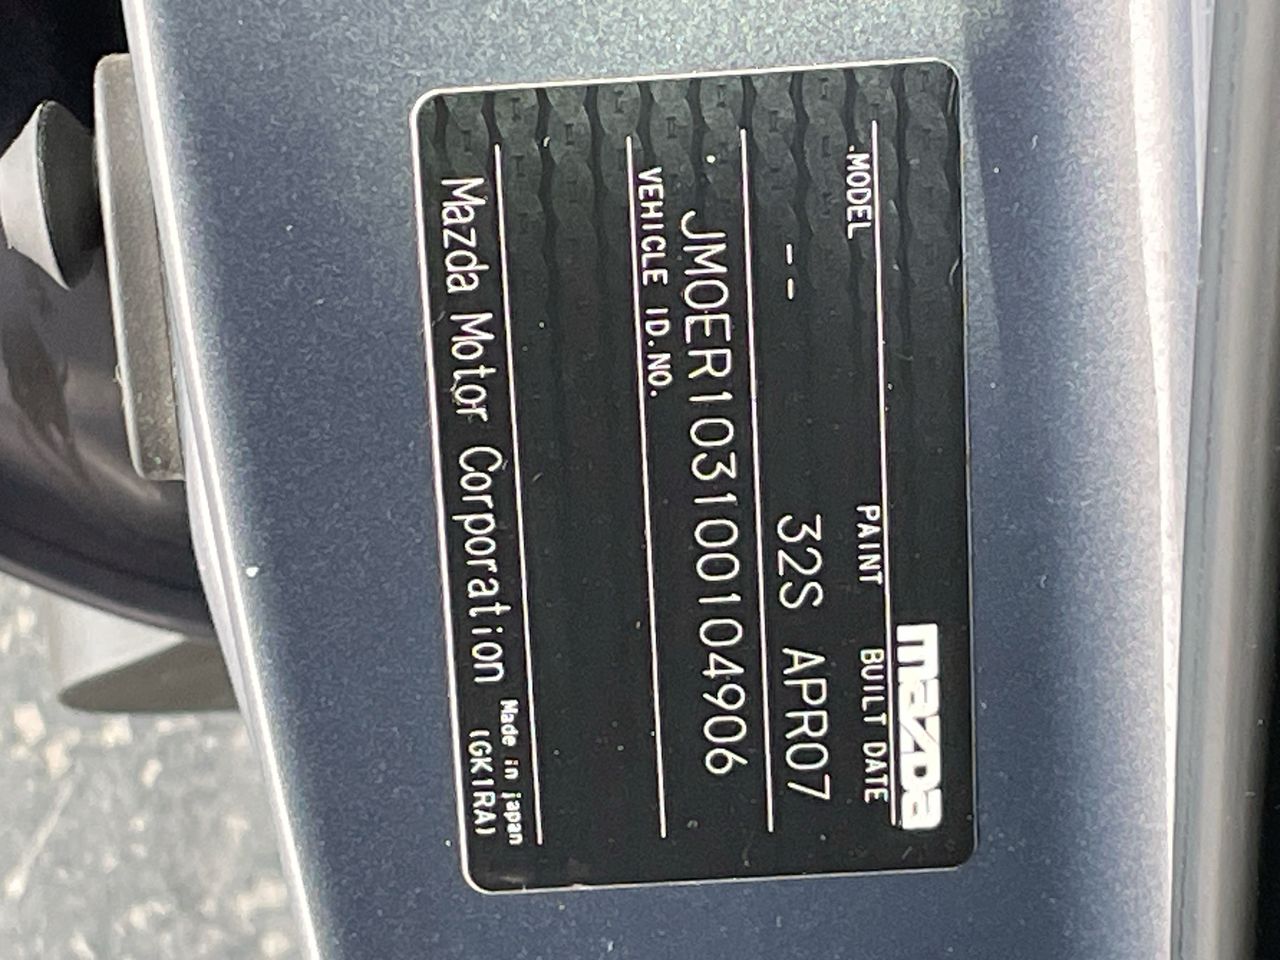 mazda
MODEL PAINT BUILT DATE
-- 32S APR07
JM0ER103100104906
VEHICLE ID.NO.
Made in japan
Mazda Motor Corporation (GK1RA)